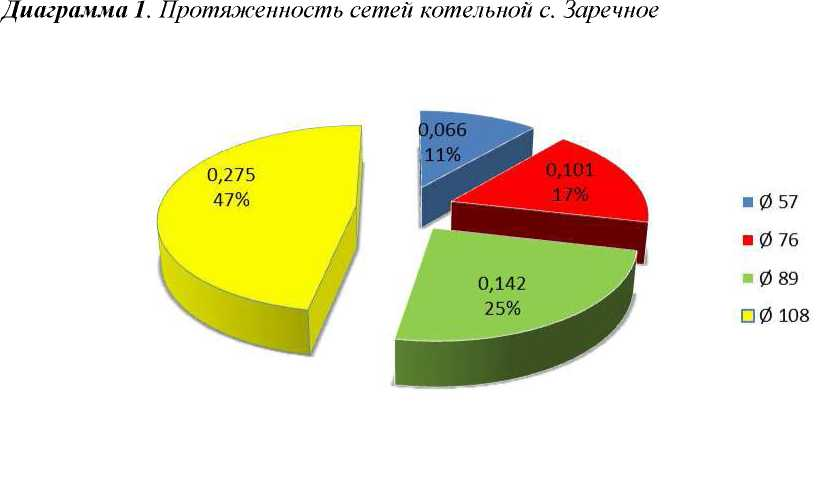 Диаграмма 1. Протяженность сетей котельной с. Заречное
0,066
11%
0,101
17%
0,275
47%
0,142
25%
Ø 57
Ø 76
Ø 89
Ø 108